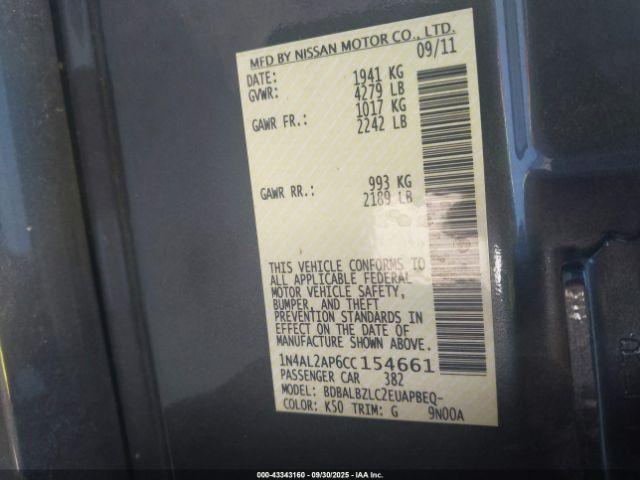 MFD BY NISSAN MOTOR CO., LTD.
DATE: 09/11
GVWR: 1941 KG
4279 LB
GAWR FR.: 1017 KG
2242 LB
GAWR RR.: 993 KG
2189 LB
THIS VEHICLE CONFORMS TO
ALL APPLICABLE FEDERAL
MOTOR VEHICLE SAFETY,
BUMPER, AND THEFT
PREVENTION STANDARDS IN
EFFECT ON THE DATE OF
MANUFACTURE SHOWN ABOVE.
1N4AL2AP6CC154661
PASSENGER CAR 382
MODEL: BDBALBZLC2EUAPBEQ-
COLOR: K50 TRIM: G 9N00A
000-43343160 - 09/30/2025 - IAA Inc.